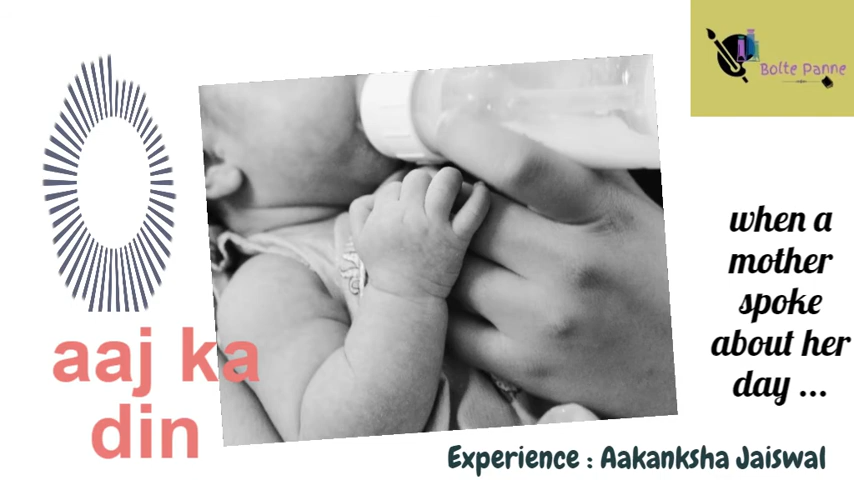 Bolte Panne
when a
mother
spoke
about her
day ...
aaj ka
din
Experience : Aakanksha Jaiswal